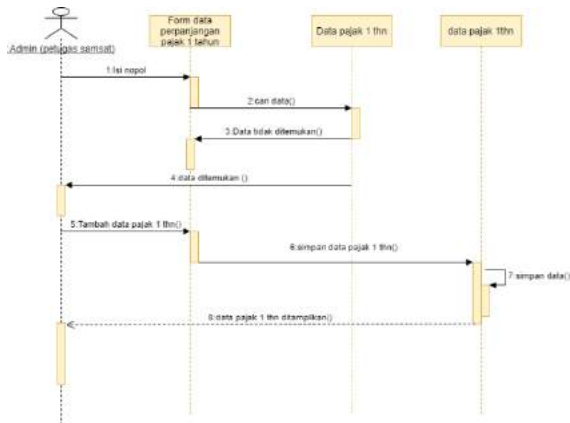 Form data
perpanjangan
pajak 1 tahun
Data pajak 1 thn
data pajak 1thn
:Admin (petugas samsat)
1:Isi nopol
2:cari data()
3:Data tidak ditemukan()
4:data ditemukan ()
5:Tambah data pajak 1 thn()
6:simpan data pajak 1 thn()
7:simpan data()
8:data pajak 1 thn ditampilkan()